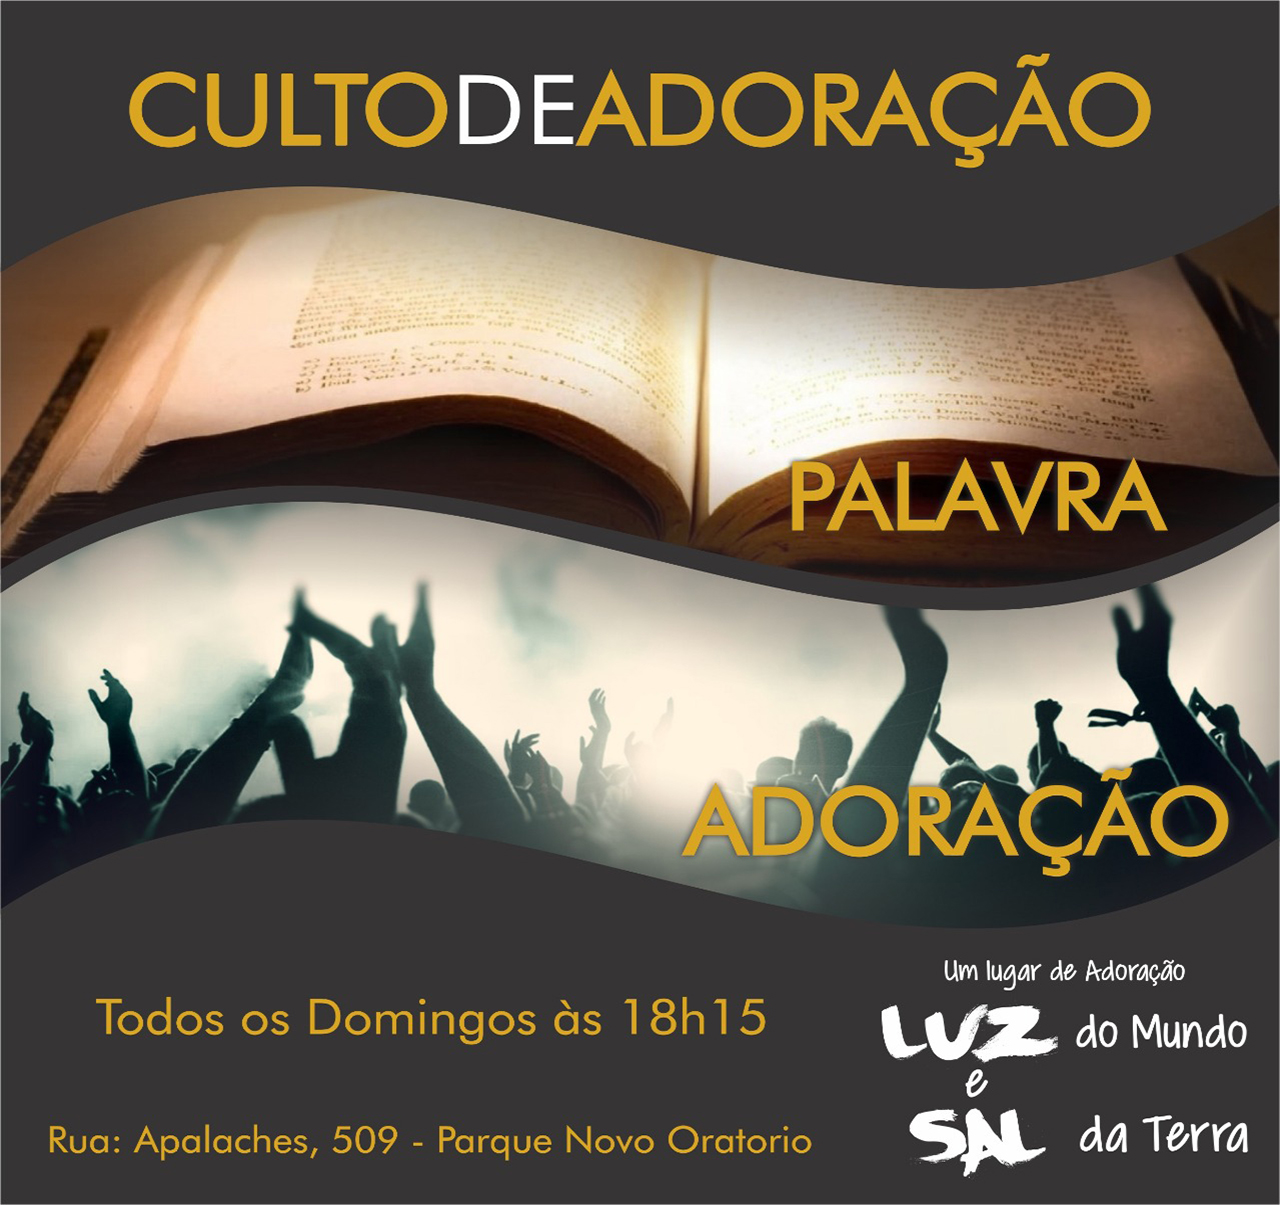 CULTODEADORAÇÃO
PALAVRA
ADORAÇÃO
Todos os Domingos às 18h15
Rua: Apalaches, 509 - Parque Novo Oratorio
Um lugar de Adoração
LUZ do Mundo
e
SAL da Terra